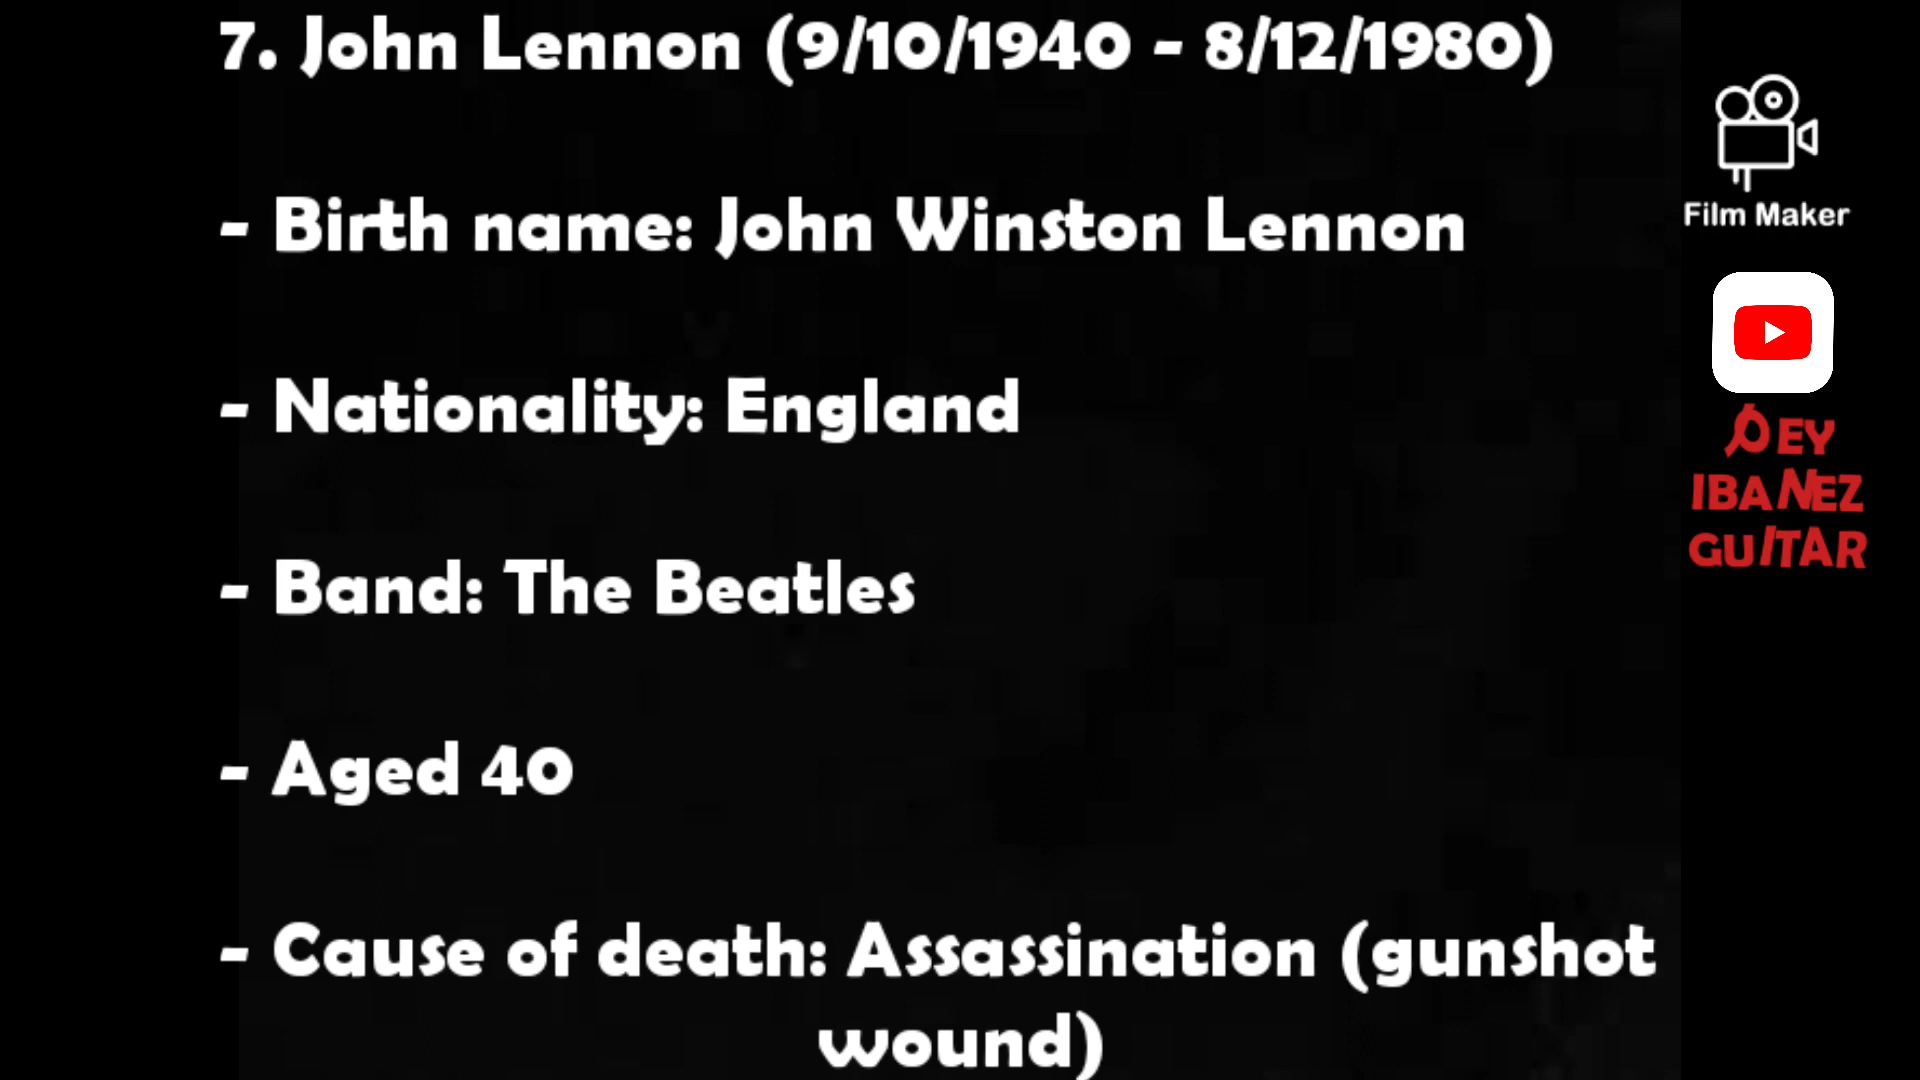 7. John Lennon (9/10/1940 - 8/12/1980)
- Birth name: John Winston Lennon
- Nationality: England
- Band: The Beatles
- Aged 40
- Cause of death: Assassination (gunshot
wound)
Film Maker
JOEY
IBANEZ
GUITAR